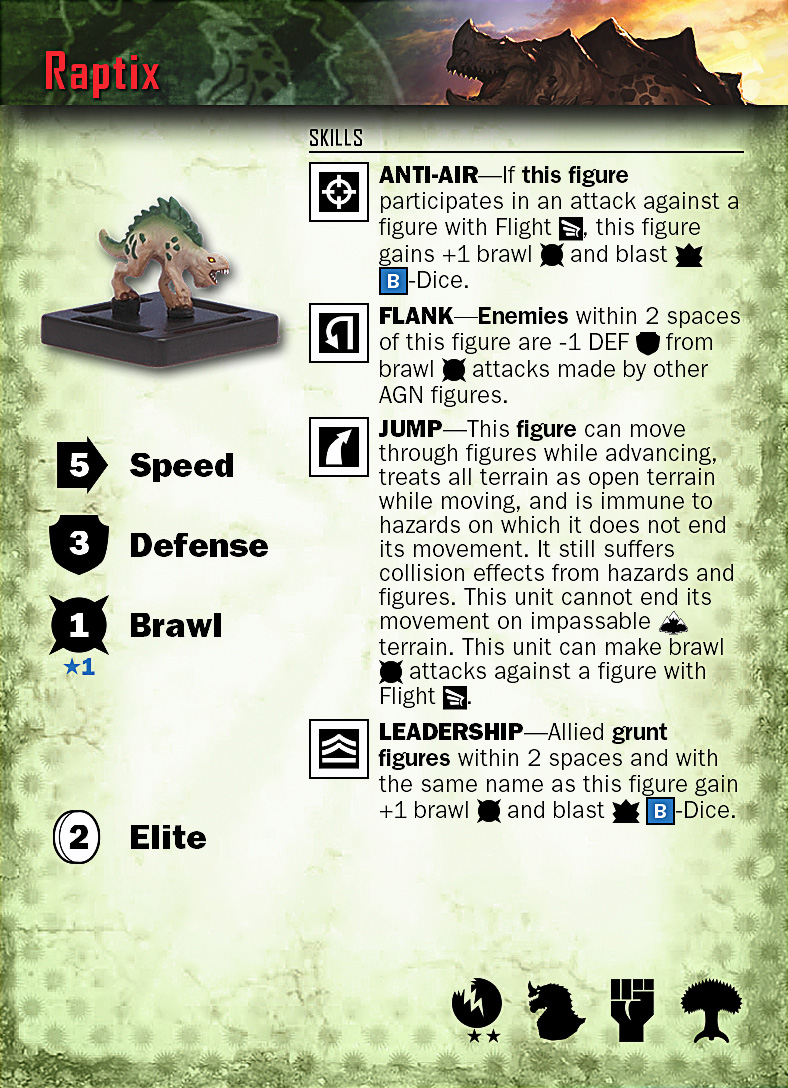 Raptix
SKILLS
ANTI-AIR—If this figure
participates in an attack against a
figure with Flight , this figure
gains +1 brawl and blast
B-Dice.
FLANK—Enemies within 2 spaces
of this figure are -1 DEF from
brawl attacks made by other
AGN figures.
JUMP—This figure can move
through figures while advancing,
treats all terrain as open terrain
while moving, and is immune to
hazards on which it does not end
its movement. It still suffers
collision effects from hazards and
figures. This unit cannot end its
movement on impassable
terrain. This unit can make brawl
attacks against a figure with
Flight .
LEADERSHIP—Allied grunt
figures within 2 spaces and with
the same name as this figure gain
+1 brawl and blast B-Dice.
5 Speed
3 Defense
1 Brawl
★1
2 Elite